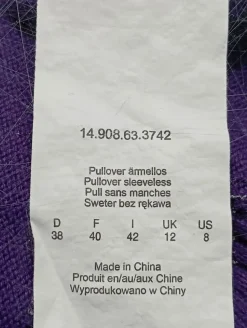 14.908.63.3742
Pullover ärmellos
Pullover sleeveless
Pull sans manches
Sweter bez rękawa
D F I UK US
38 40 42 12 8
Made in China
Produit en/au/aux Chine
Wyprodukowano w Chiny